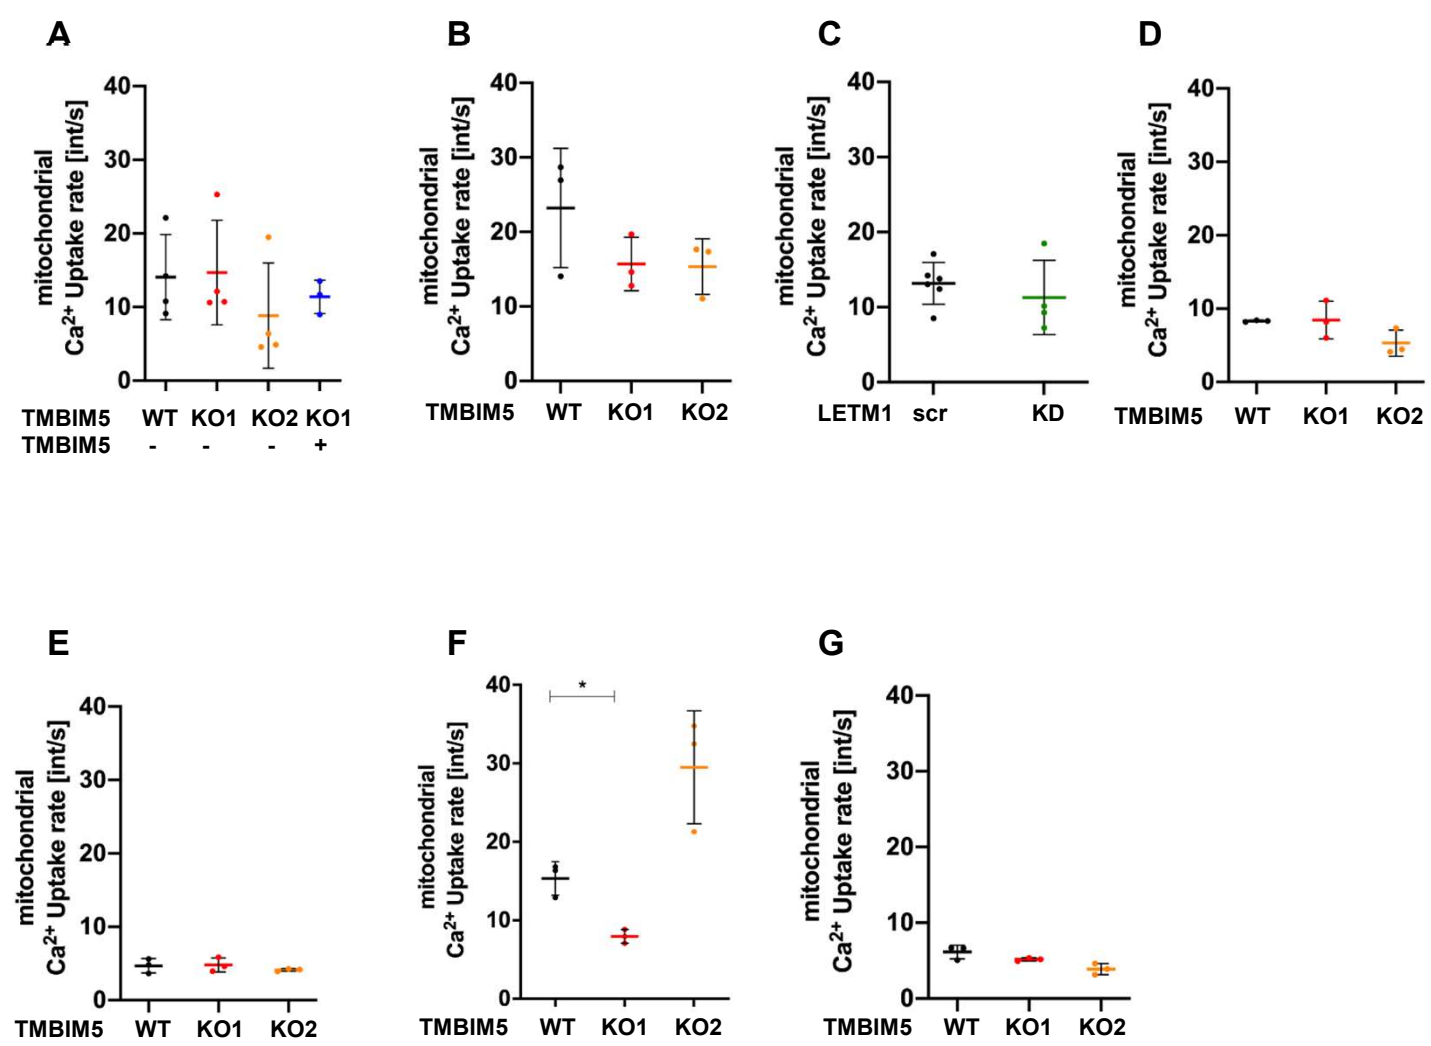 A
mitochondrial
Ca2+ Uptake rate [int/s]
40
30
20
10
0
TMBIM5 WT KO1 KO2 KO1
TMBIM5 - - - +
B
mitochondrial
Ca2+ Uptake rate [int/s]
40
30
20
10
0
TMBIM5 WT KO1 KO2
C
mitochondrial
Ca2+ Uptake rate [int/s]
40
30
20
10
0
LETM1 scr KD
D
mitochondrial
Ca2+ Uptake rate [int/s]
40
30
20
10
0
TMBIM5 WT KO1 KO2
E
mitochondrial
Ca2+ Uptake rate [int/s]
40
30
20
10
0
TMBIM5 WT KO1 KO2
F
mitochondrial
Ca2+ Uptake rate [int/s]
40
30
20
10
0
*
TMBIM5 WT KO1 KO2
G
mitochondrial
Ca2+ Uptake rate [int/s]
40
30
20
10
0
TMBIM5 WT KO1 KO2